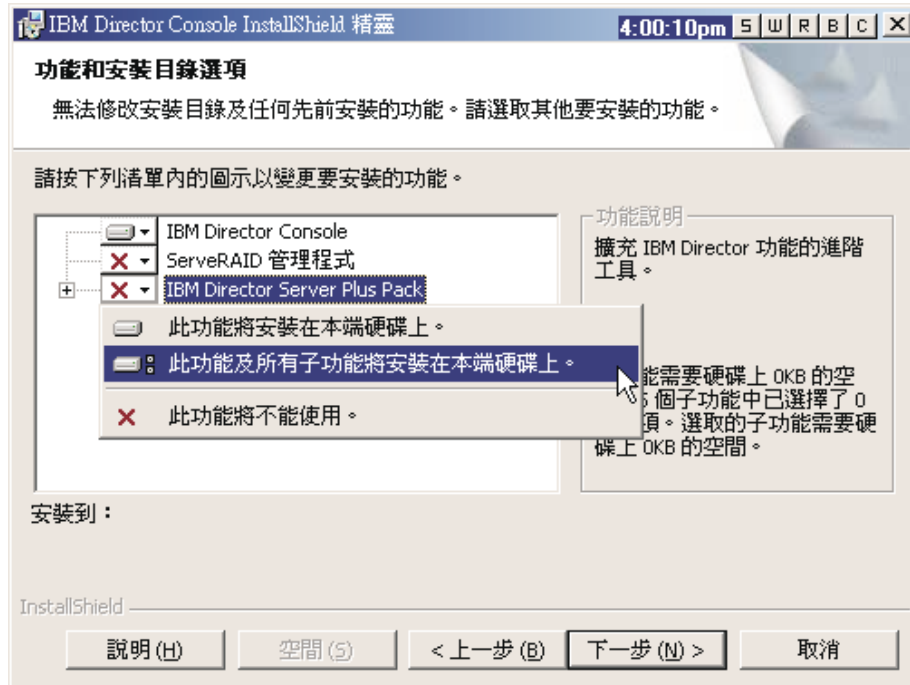 IBM Director Console InstallShield 精靈
4:00:10pm S W R B C X
功能和安裝目錄選項
無法修改安裝目錄及任何先前安裝的功能。請選取其他要安裝的功能。
請按下列清單內的圖示以變更要安裝的功能。
IBM Director Console
ServeRAID 管理程式
IBM Director Server Plus Pack
此功能將安裝在本端硬碟上。
此功能及所有子功能將安裝在本端硬碟上。
此功能將不能使用。
功能說明
擴充 IBM Director 功能的進階
工具。
能需要硬碟上 0KB 的空
個子功能中已選擇了 0
項。選取的子功能需要硬
碟上 0KB 的空間。
安裝到：
InstallShield
說明(H)
空間(S)
< 上一步(B)
下一步(N) >
取消